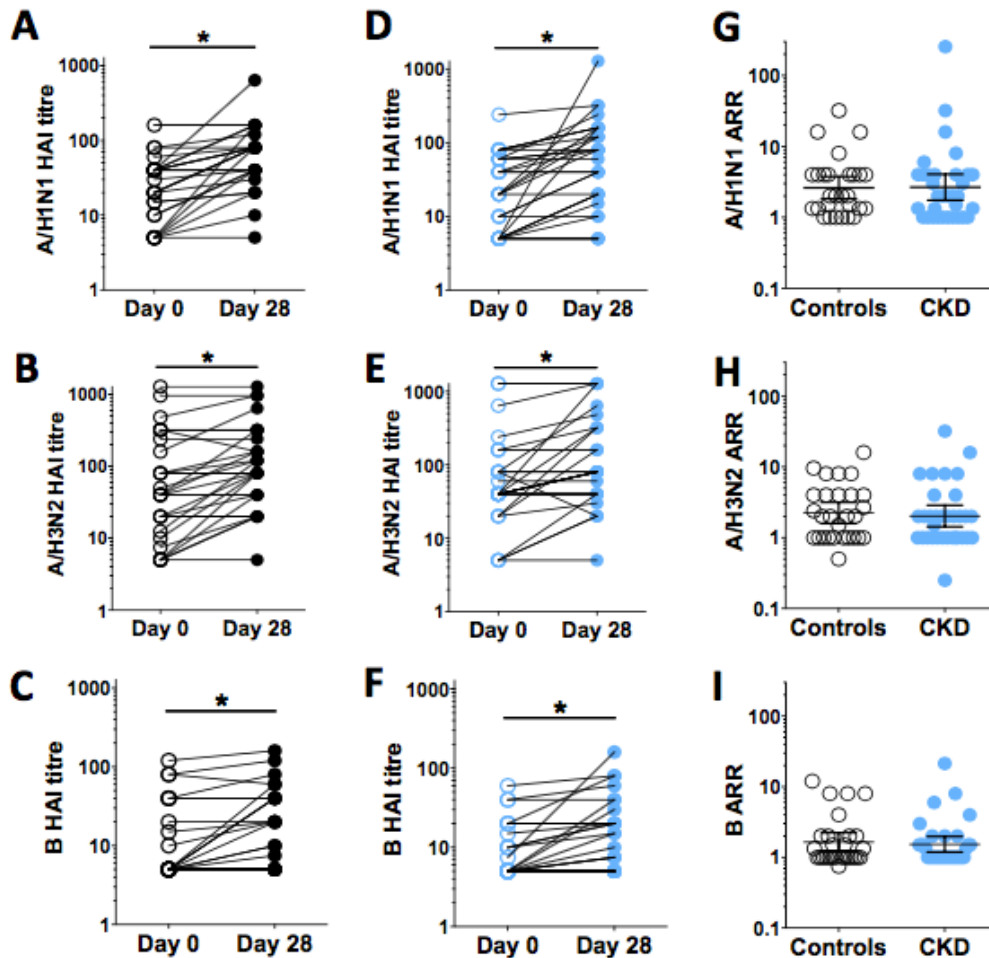 A
*
A/H1N1 HAI titre
1000
100
10
1
Day 0 Day 28
D
*
A/H1N1 HAI titre
1000
100
10
1
Day 0 Day 28
G
A/H1N1 ARR
100
10
1
0.1
Controls CKD
B
*
A/H3N2 HAI titre
1000
100
10
1
Day 0 Day 28
E
*
A/H3N2 HAI titre
1000
100
10
1
Day 0 Day 28
H
A/H3N2 ARR
100
10
1
0.1
Controls CKD
C
*
B HAI titre
1000
100
10
1
Day 0 Day 28
F
*
B HAI titre
1000
100
10
1
Day 0 Day 28
I
B ARR
100
10
1
0.1
Controls CKD